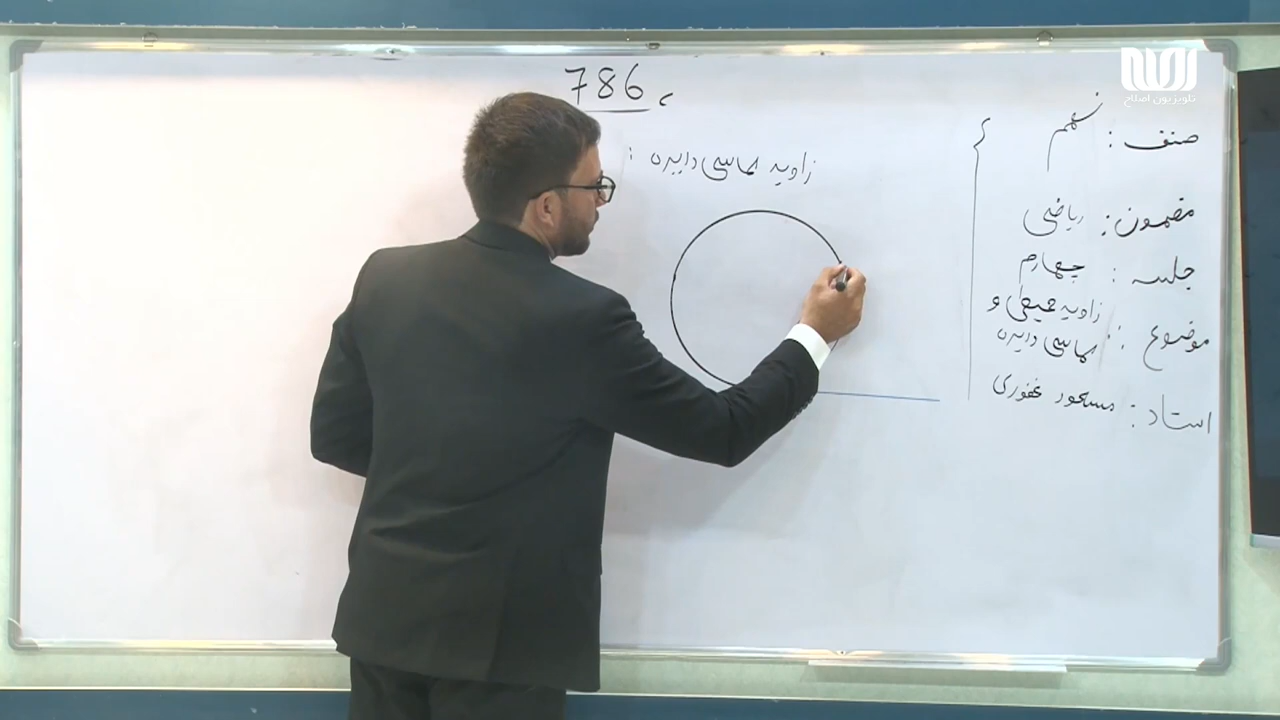 786
زاویه مماسی دایره :
صنف : نهم
مضمون : ریاضی
جلسه : چهارم
موضوع : زاویه محیطی و
مماسی دایره
استاد : مسعود غفوری
تلویزیون اصلاح